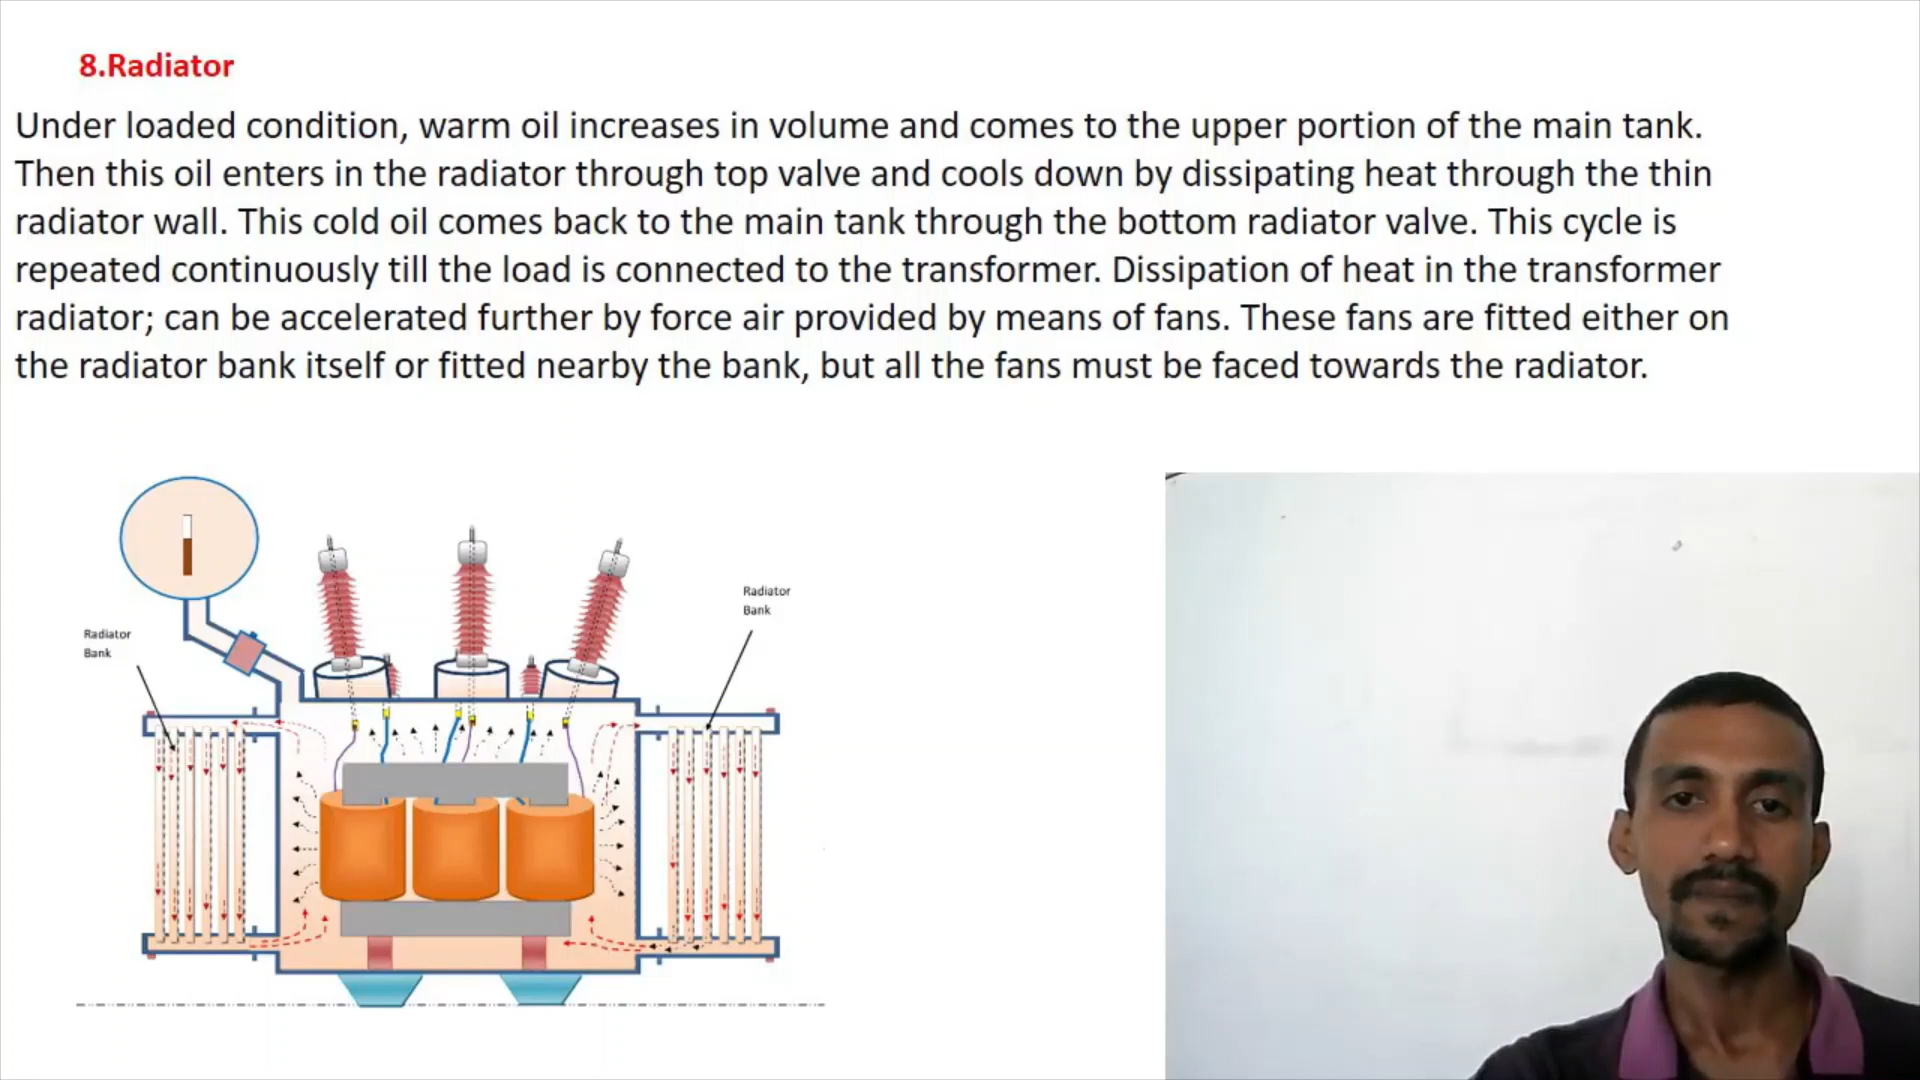 8.Radiator
Under loaded condition, warm oil increases in volume and comes to the upper portion of the main tank.
Then this oil enters in the radiator through top valve and cools down by dissipating heat through the thin
radiator wall. This cold oil comes back to the main tank through the bottom radiator valve. This cycle is
repeated continuously till the load is connected to the transformer. Dissipation of heat in the transformer
radiator; can be accelerated further by force air provided by means of fans. These fans are fitted either on
the radiator bank itself or fitted nearby the bank, but all the fans must be faced towards the radiator.
Radiator
Bank
Radiator
Bank